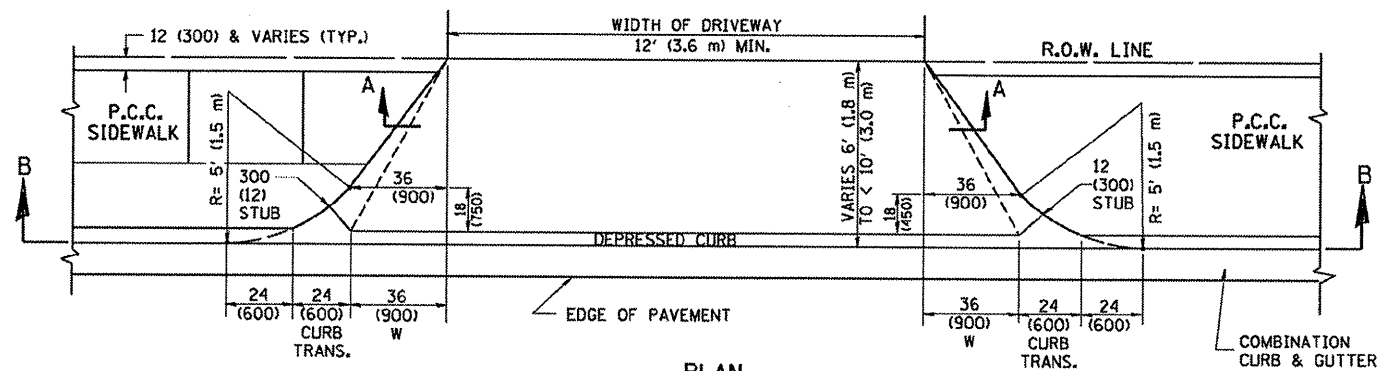 12 (300) & VARIES (TYP.)
WIDTH OF DRIVEWAY
12' (3.6 m) MIN.
R.O.W. LINE
P.C.C.
SIDEWALK
R= 5' (1.5 m)
A
VARIES 6' (1.8 m)
TO < 10' (3.0 m)
A
R= 5' (1.5 m)
P.C.C.
SIDEWALK
B
300
(12)
STUB
36
(900)
18
(750)
36
(900)
18
(450)
12
(300)
STUB
B
DEPRESSED CURB
24
(600)
24
(600)
CURB
TRANS.
36
(900)
W
EDGE OF PAVEMENT
36
(900)
W
24
(600)
CURB
TRANS.
24
(600)
COMBINATION
CURB & GUTTER
PLAN